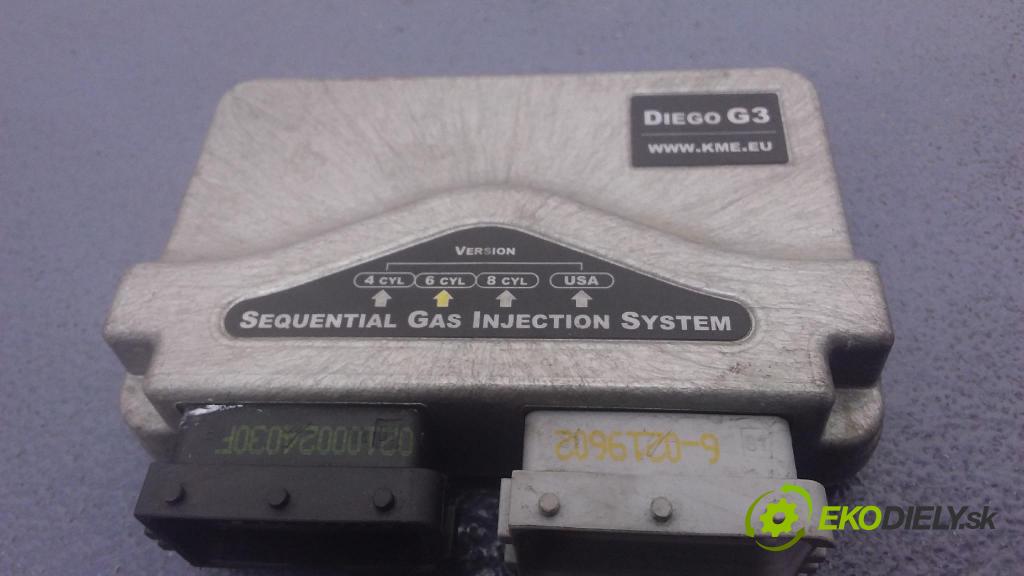 DIEGO G3
WWW.KME.EU
VERSION
4 CYL 6 CYL 8 CYL USA
SEQUENTIAL GAS INJECTION SYSTEM
02100024030F
6-0219602
EKODIELY.sk